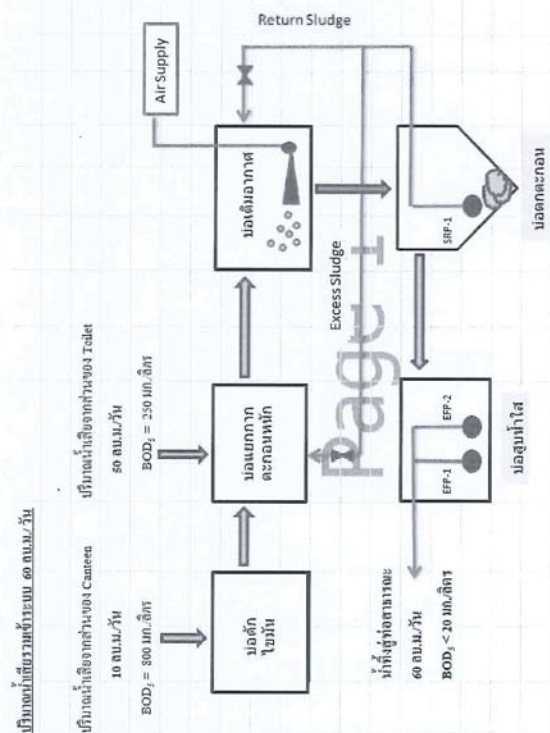 ปริมาณน้ำเสียรวมเข้าระบบ 60 ลบ.ม/ วัน
ปริมาณน้ำเสียจากส่วนของ Canteen
10 ลบ.ม/วัน
BOD₅ = 800 มก./ลิตร
ปริมาณน้ำเสียจากส่วนของ Toilet
50 ลบ.ม/วัน
BOD₅ = 250 มก./ลิตร
Air Supply
Return Sludge
บ่อดัก
ไขมัน
บ่อแยกกาก
ตะกอนหนัก
บ่อเติมอากาศ
Excess Sludge
Page 1
น้ำทิ้งสู่ท่อสาธารณะ
60 ลบ.ม/วัน
BOD₅ < 20 มก./ลิตร
EFP-1
EFP-2
บ่อสูบน้ำใส
SRP-1
บ่อตกตะกอน